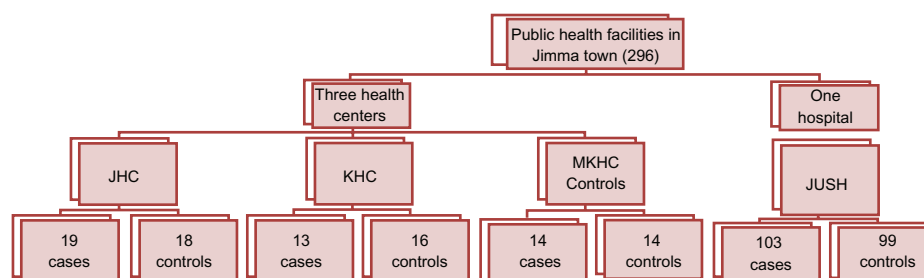 Public health facilities in
Jimma town (296)
Three health
centers
One
hospital
JHC
KHC
MKHC
Controls
JUSH
19
cases
18
controls
13
cases
16
controls
14
cases
14
controls
103
cases
99
controls